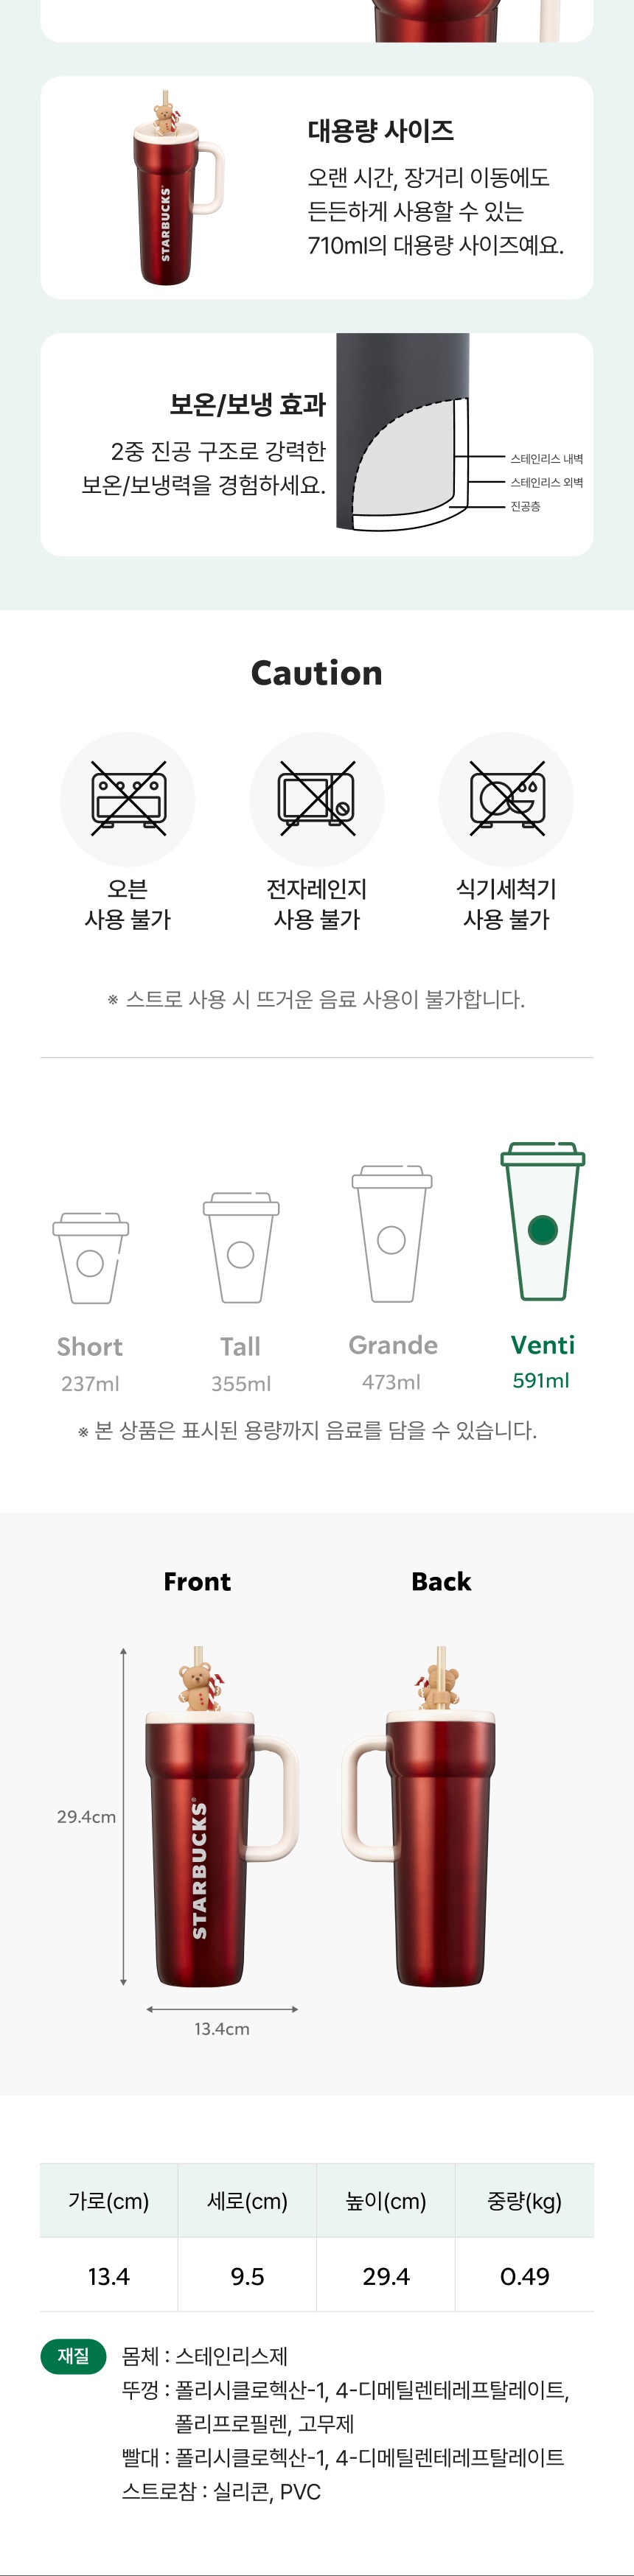 STARBUCKS
대용량 사이즈
오랜 시간, 장거리 이동에도
든든하게 사용할 수 있는
710ml의 대용량 사이즈예요.
보온/보냉 효과
2중 진공 구조로 강력한
보온/보냉력을 경험하세요.
스테인리스 내벽
스테인리스 외벽
진공층
Caution
오븐
사용 불가
전자레인지
사용 불가
식기세척기
사용 불가
※ 스트로 사용 시 뜨거운 음료 사용이 불가합니다.
Short
237ml
Tall
355ml
Grande
473ml
Venti
591ml
※ 본 상품은 표시된 용량까지 음료를 담을 수 있습니다.
Front
Back
29.4cm
STARBUCKS®
13.4cm
가로(cm) 세로(cm) 높이(cm) 중량(kg)
13.4 9.5 29.4 0.49
재질 몸체 : 스테인리스제
뚜껑 : 폴리시클로헥산-1, 4-디메틸렌테레프탈레이트,
폴리프로필렌, 고무제
빨대 : 폴리시클로헥산-1, 4-디메틸렌테레프탈레이트
스트로참 : 실리콘, PVC